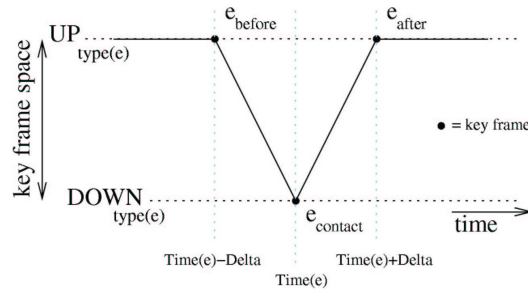 e before
e after
UP type(e)
key frame space
= key frame
DOWN type(e)
e contact
time
Time(e)−Delta
Time(e)+Delta
Time(e)